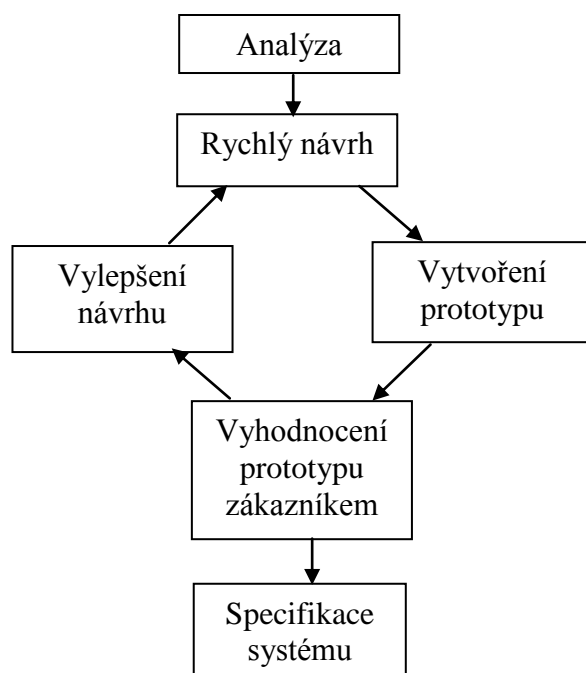 Analýza
Rychlý návrh
Vylepšení
návrhu
Vytvoření
prototypu
Vyhodnocení
prototypu
zákazníkem
Specifikace
systému